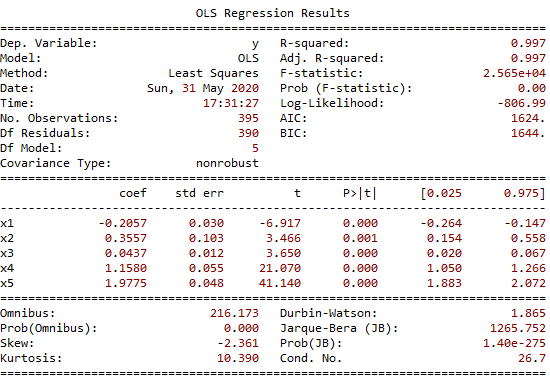 OLS Regression Results
Dep. Variable: y R-squared: 0.997
Model: OLS Adj. R-squared: 0.997
Method: Least Squares F-statistic: 2.565e+04
Date: Sun, 31 May 2020 Prob (F-statistic): 0.00
Time: 17:31:27 Log-Likelihood: -806.99
No. Observations: 395 AIC: 1624.
Df Residuals: 390 BIC: 1644.
Df Model: 5
Covariance Type: nonrobust
coef std err t P>|t| [0.025 0.975]
x1 -0.2057 0.030 -6.917 0.000 -0.264 -0.147
x2 0.3557 0.103 3.466 0.001 0.154 0.558
x3 0.0437 0.012 3.650 0.000 0.020 0.067
x4 1.1580 0.055 21.070 0.000 1.050 1.266
x5 1.9775 0.048 41.140 0.000 1.883 2.072
Omnibus: 216.173 Durbin-Watson: 1.865
Prob(Omnibus): 0.000 Jarque-Bera (JB): 1265.752
Skew: -2.361 Prob(JB): 1.40e-275
Kurtosis: 10.390 Cond. No. 26.7